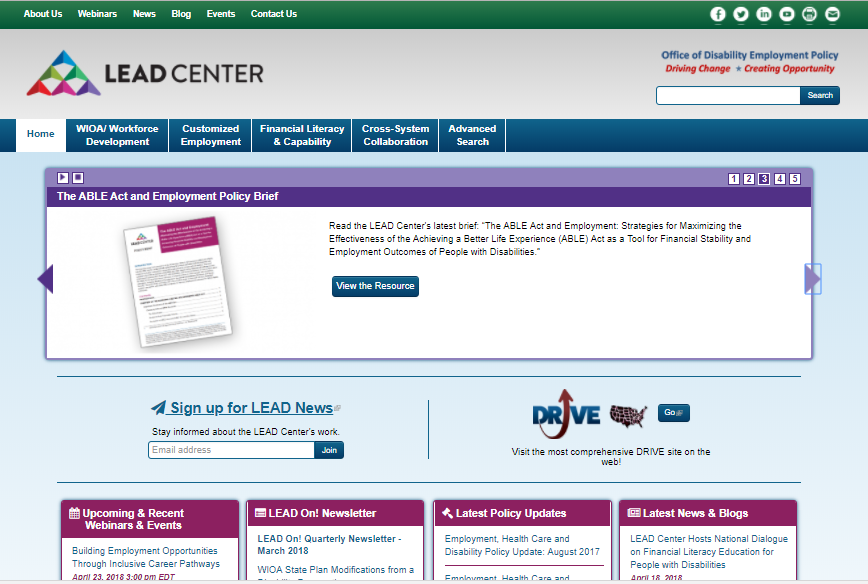 About Us Webinars News Blog Events Contact Us
LEAD CENTER
Office of Disability Employment Policy
Driving Change ★ Creating Opportunity
Search
Home
WIOA/ Workforce
Development
Customized
Employment
Financial Literacy
& Capability
Cross-System
Collaboration
Advanced
Search
1 2 3 4 5
The ABLE Act and Employment Policy Brief
LEAD CENTER
Read the LEAD Center's latest brief: "The ABLE Act and Employment: Strategies for Maximizing the
Effectiveness of the Achieving a Better Life Experience (ABLE) Act as a Tool for Financial Stability and
Employment Outcomes of People with Disabilities."
View the Resource
Sign up for LEAD News
Stay informed about the LEAD Center's work.
Email address
Join
DRIVE
Go
Visit the most comprehensive DRIVE site on the
web!
Upcoming & Recent
Webinars & Events
Building Employment Opportunities
Through Inclusive Career Pathways
April 23, 2018 3:00 pm EDT
LEAD On! Newsletter
LEAD On! Quarterly Newsletter -
March 2018
WIOA State Plan Modifications from a
Latest Policy Updates
Employment, Health Care and
Disability Policy Update: August 2017
Employment, Health Care and
Latest News & Blogs
LEAD Center Hosts National Dialogue
on Financial Literacy Education for
People with Disabilities
April 18, 2018